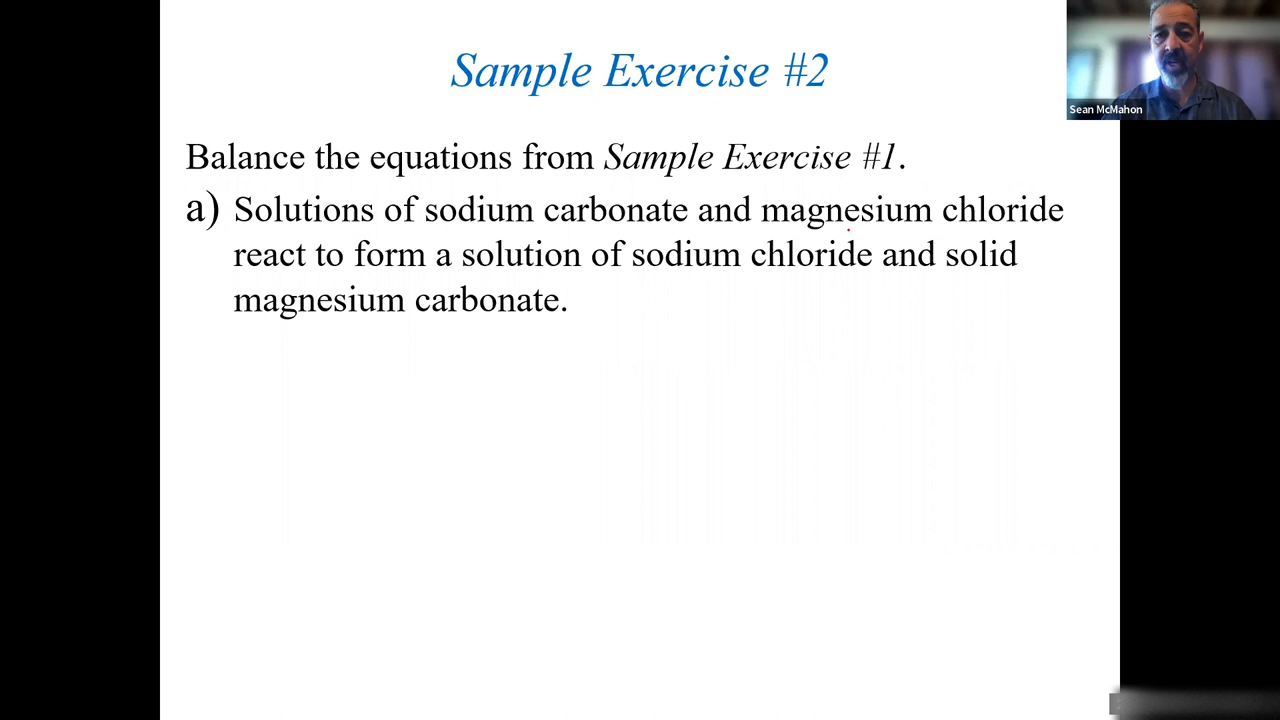 Sample Exercise #2
Sean McMahon
Balance the equations from Sample Exercise #1.
a) Solutions of sodium carbonate and magnesium chloride
react to form a solution of sodium chloride and solid
magnesium carbonate.